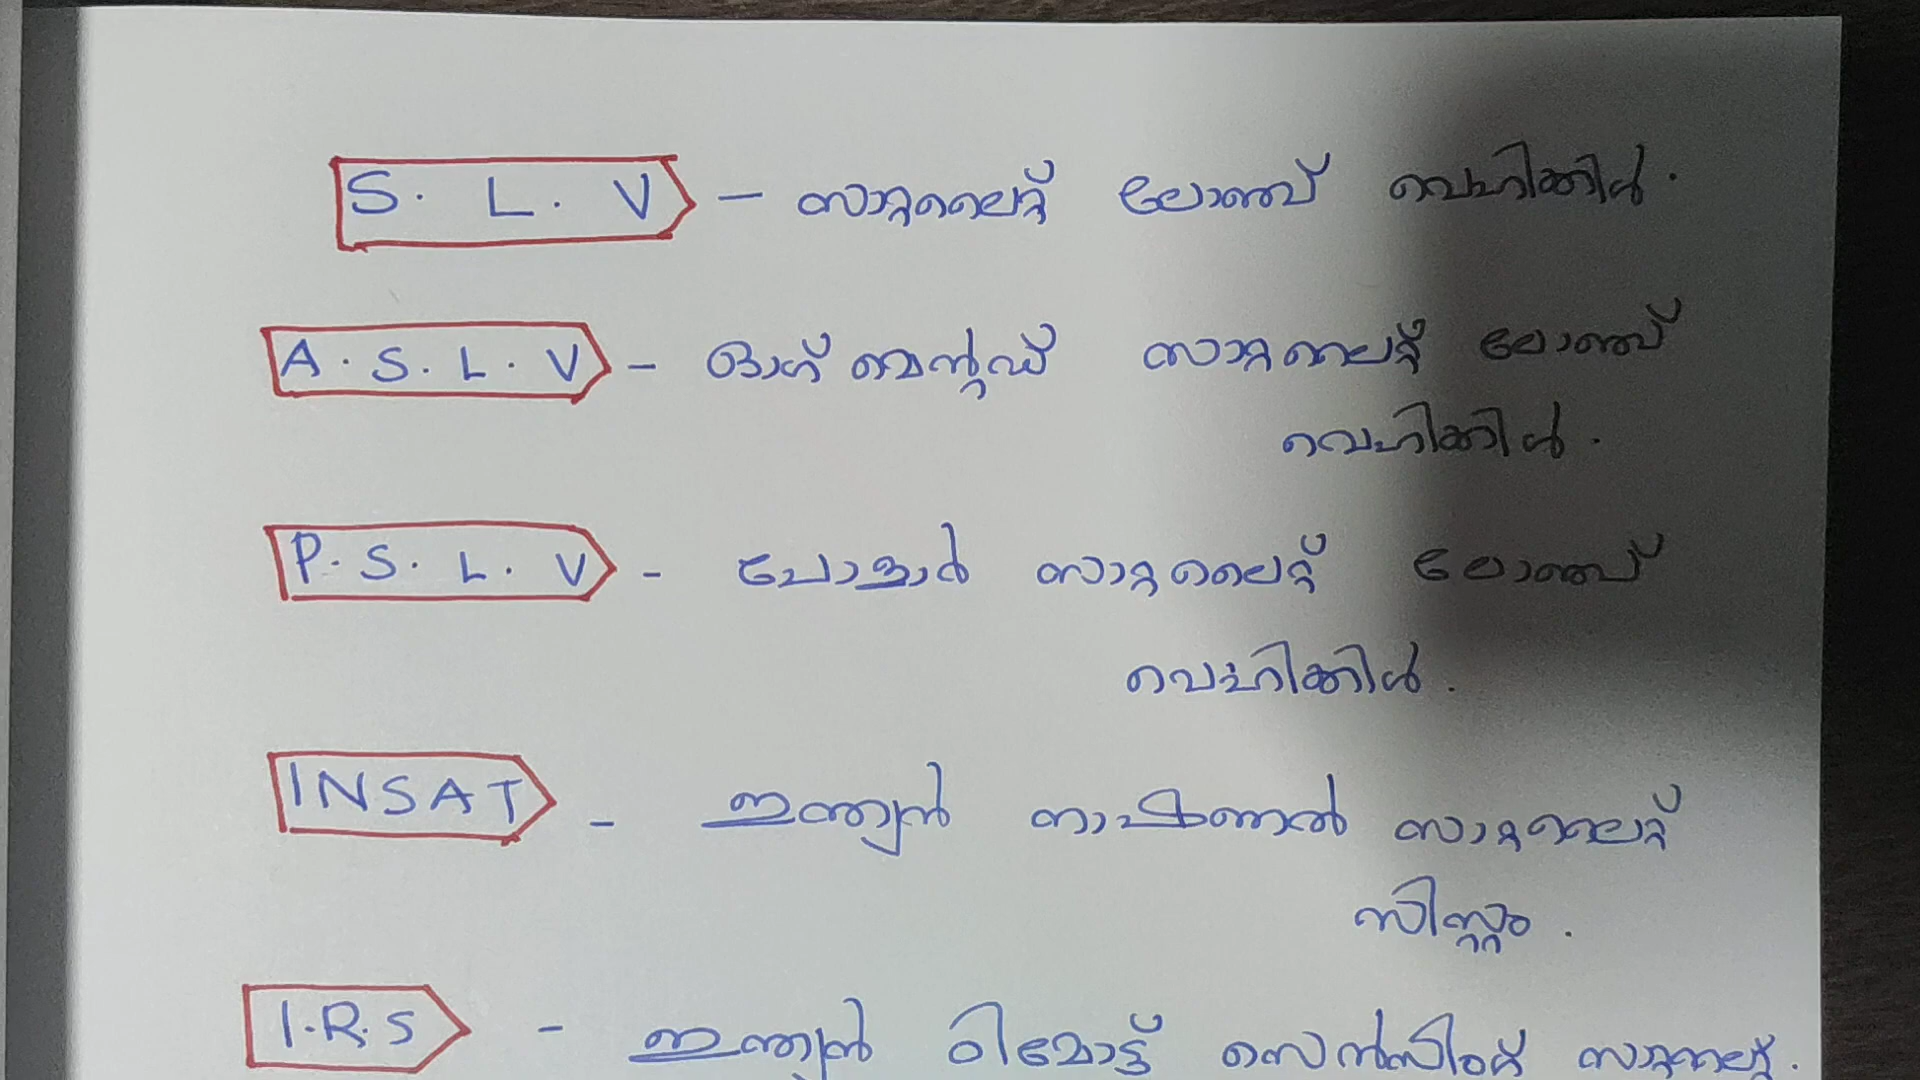 S. L. V - സാറ്റലൈറ്റ് ലോഞ്ച് വെഹിക്കിൾ.
A. S. L. V - ഓഗ് മെന്റഡ് സാറ്റലൈറ്റ് ലോഞ്ച്
വെഹിക്കിൾ.
P. S. L. V - പോളാർ സാറ്റലൈറ്റ് ലോഞ്ച്
വെഹിക്കിൾ.
INSAT - ഇന്ത്യൻ നാഷണൽ സാറ്റലൈറ്റ്
സിസ്റ്റം.
I.R.S - ഇന്ത്യൻ റിമോട്ട് സെൻസിംഗ് സാറ്റലൈറ്റ്.